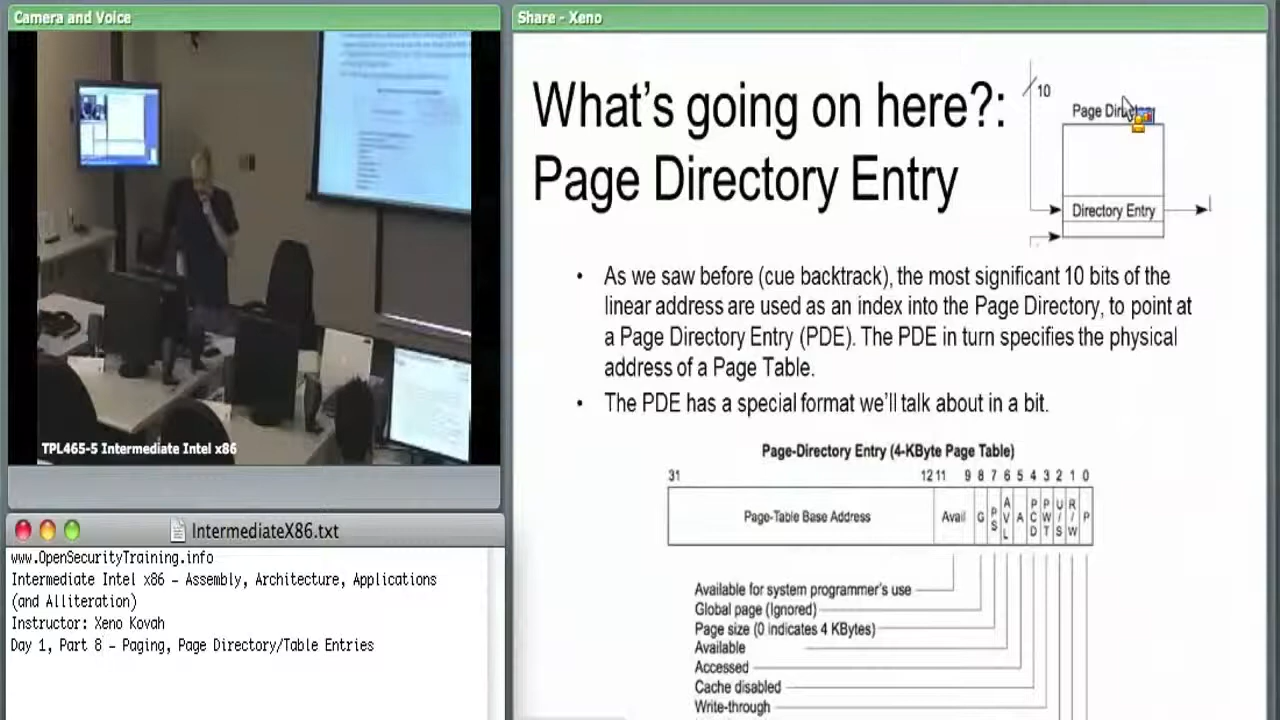 Camera and Voice
TPL465-5 Intermediate Intel x86
IntermediateX86.txt
www.OpenSecurityTraining.info
Intermediate Intel x86 – Assembly, Architecture, Applications
(and Alliteration)
Instructor: Xeno Kovah
Day 1, Part 8 – Paging, Page Directory/Table Entries
Share - Xeno
What's going on here?:
Page Directory Entry
10
Page
Directory Entry
• As we saw before (cue backtrack), the most significant 10 bits of the
linear address are used as an index into the Page Directory, to point at
a Page Directory Entry (PDE). The PDE in turn specifies the physical
address of a Page Table.
• The PDE has a special format we'll talk about in a bit.
Page-Directory Entry (4-KByte Page Table)
31 12 11 9 8 7 6 5 4 3 2 1 0
Page-Table Base Address Avail G PS AVL A PCD PWT U/S R/W P
Available for system programmer's use
Global page (Ignored)
Page size (0 indicates 4 KBytes)
Available
Accessed
Cache disabled
Write-through